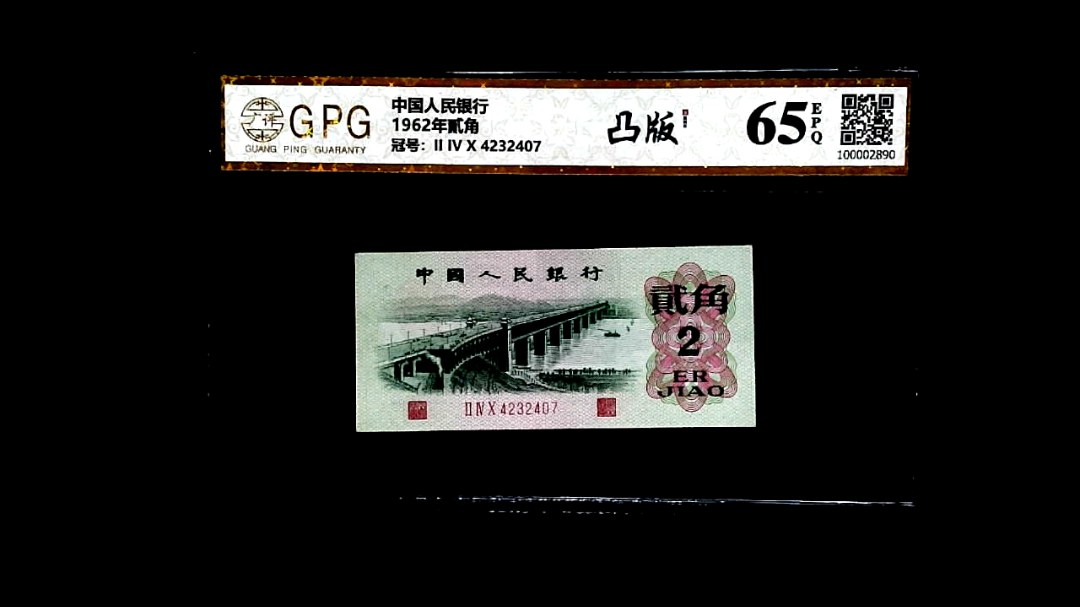 广评
GPG
GUANG PING GUARANTY
中国人民银行
1962年贰角
冠号: II IV X 4232407
凸版
65
EPQ
100002890
中國人民銀行
貳角
2
ER
JIAO
II IV X 4232407